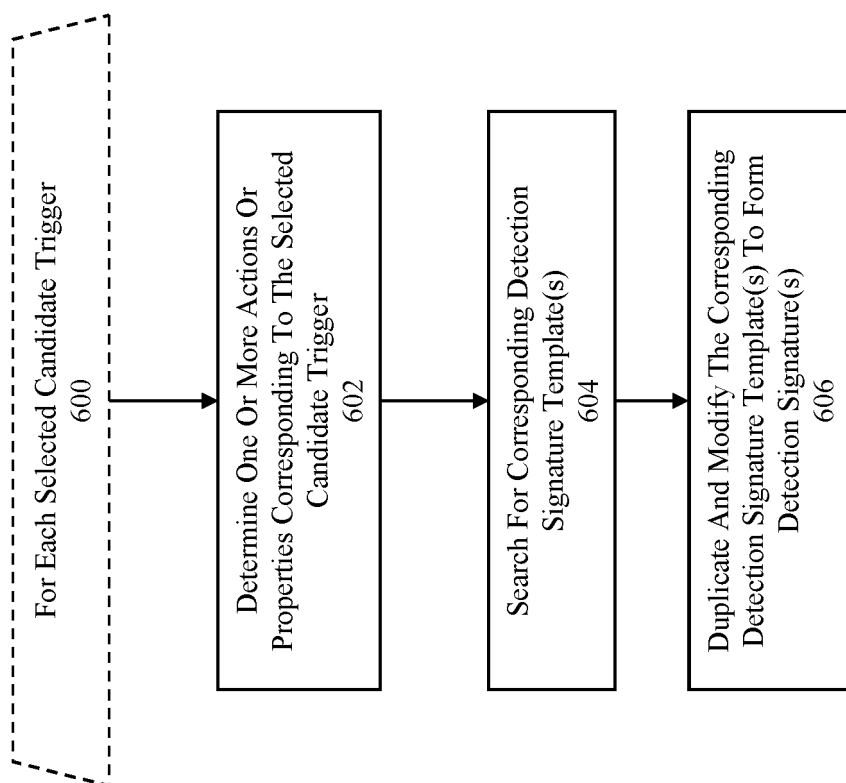 For Each Selected Candidate Trigger
600
Determine One Or More Actions Or
Properties Corresponding To The Selected
Candidate Trigger
602
Search For Corresponding Detection
Signature Template(s)
604
Duplicate And Modify The Corresponding
Detection Signature Template(s) To Form
Detection Signature(s)
606